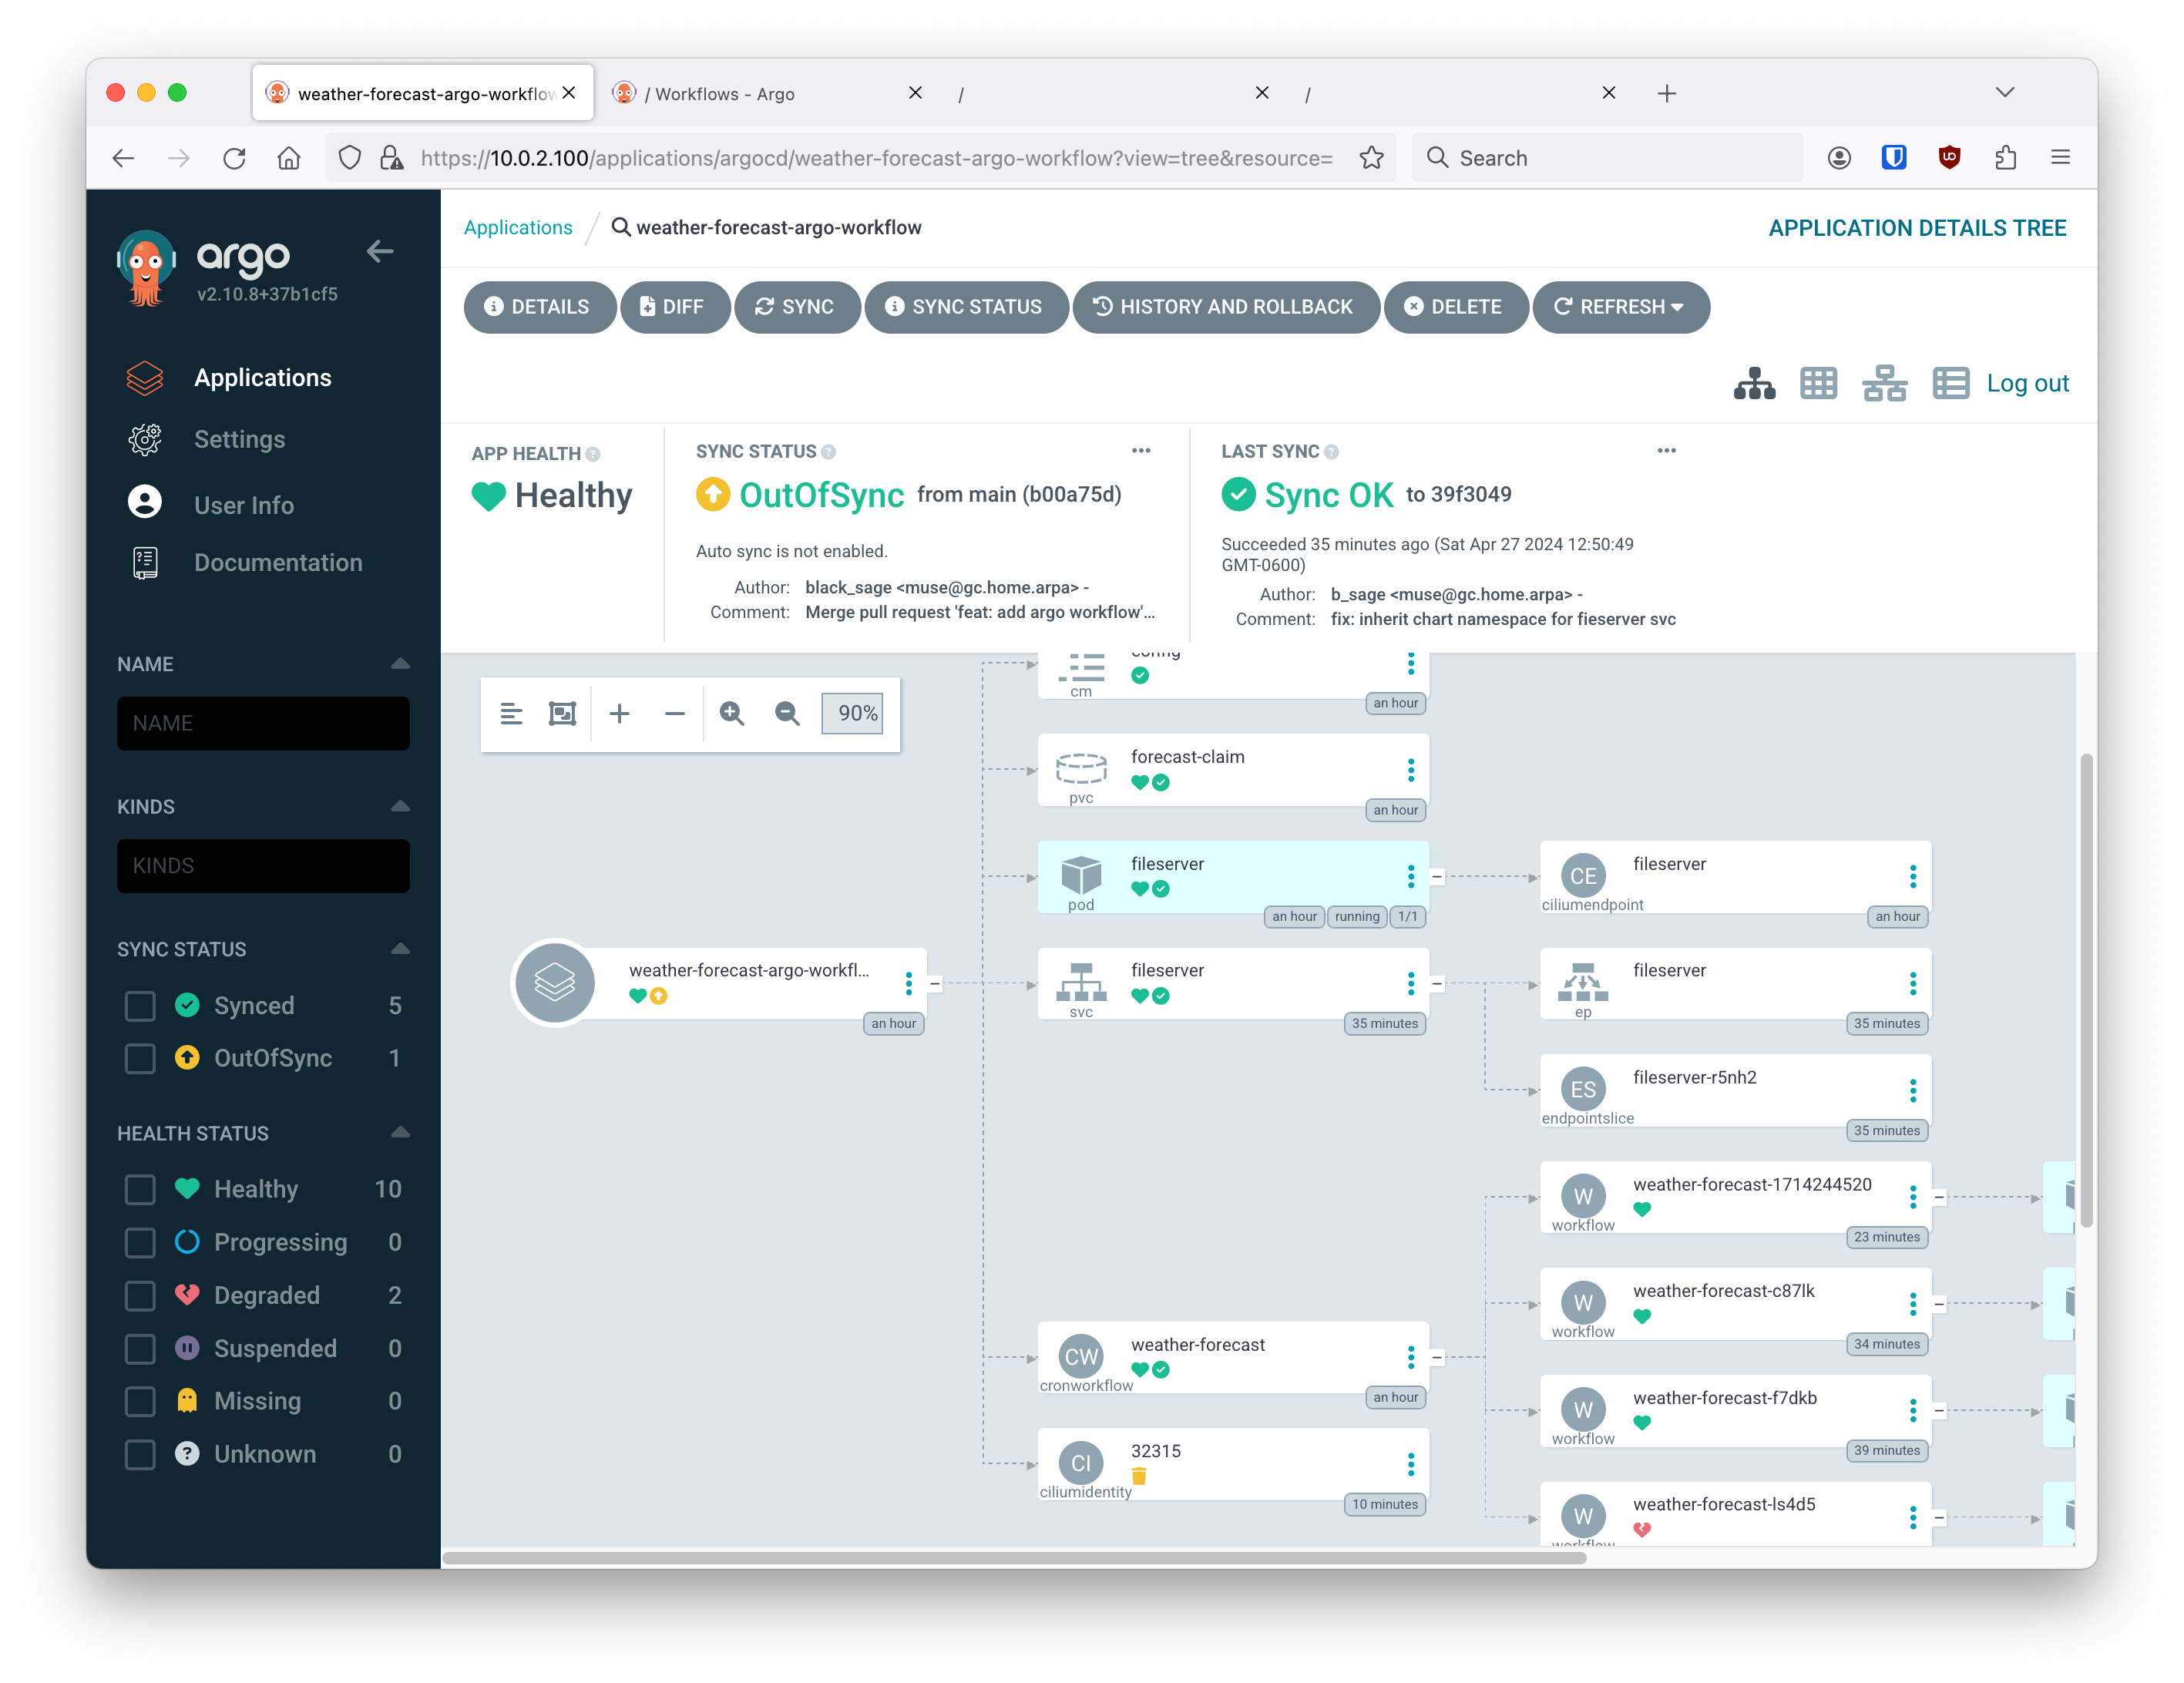 weather-forecast-argo-workflow
/ Workflows - Argo
/
/
https://10.0.2.100/applications/argocd/weather-forecast-argo-workflow?view=tree&resource=
Search
argo
v2.10.8+37b1cf5
Applications
Settings
User Info
Documentation
NAME
NAME
KINDS
KINDS
SYNC STATUS
Synced 5
OutOfSync 1
HEALTH STATUS
Healthy 10
Progressing 0
Degraded 2
Suspended 0
Missing 0
Unknown 0
Applications / weather-forecast-argo-workflow
APPLICATION DETAILS TREE
DETAILS DIFF SYNC SYNC STATUS HISTORY AND ROLLBACK DELETE REFRESH
Log out
APP HEALTH
Healthy
SYNC STATUS
OutOfSync from main (b00a75d)
Auto sync is not enabled.
Author: black_sage <muse@gc.home.arpa> -
Comment: Merge pull request 'feat: add argo workflow'...
LAST SYNC
Sync OK to 39f3049
Succeeded 35 minutes ago (Sat Apr 27 2024 12:50:49
GMT-0600)
Author: b_sage <muse@gc.home.arpa> -
Comment: fix: inherit chart namespace for fieserver svc
90%
weather-forecast-argo-workfl...
an hour
config
cm
an hour
forecast-claim
pvc
an hour
fileserver
pod
an hour running 1/1
fileserver
svc
35 minutes
CW
weather-forecast
cronworkflow
an hour
CI
32315
ciliumidentity
10 minutes
CE
fileserver
ciliumendpoint
an hour
fileserver
ep
35 minutes
ES
fileserver-r5nh2
endpointslice
35 minutes
W
weather-forecast-1714244520
workflow
23 minutes
W
weather-forecast-c87lk
workflow
34 minutes
W
weather-forecast-f7dkb
workflow
39 minutes
W
weather-forecast-ls4d5
workflow